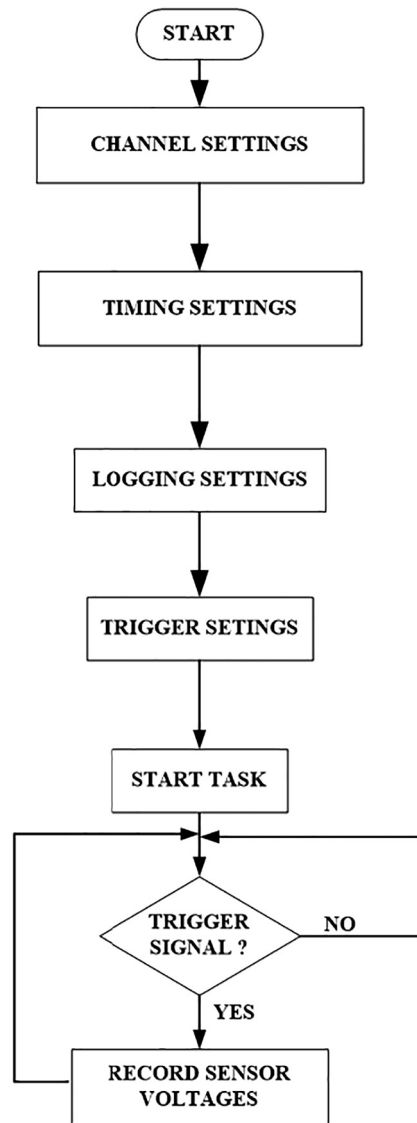 START
CHANNEL SETTINGS
TIMING SETTINGS
LOGGING SETTINGS
TRIGGER SETINGS
START TASK
TRIGGER
SIGNAL ?
NO
YES
RECORD SENSOR
VOLTAGES